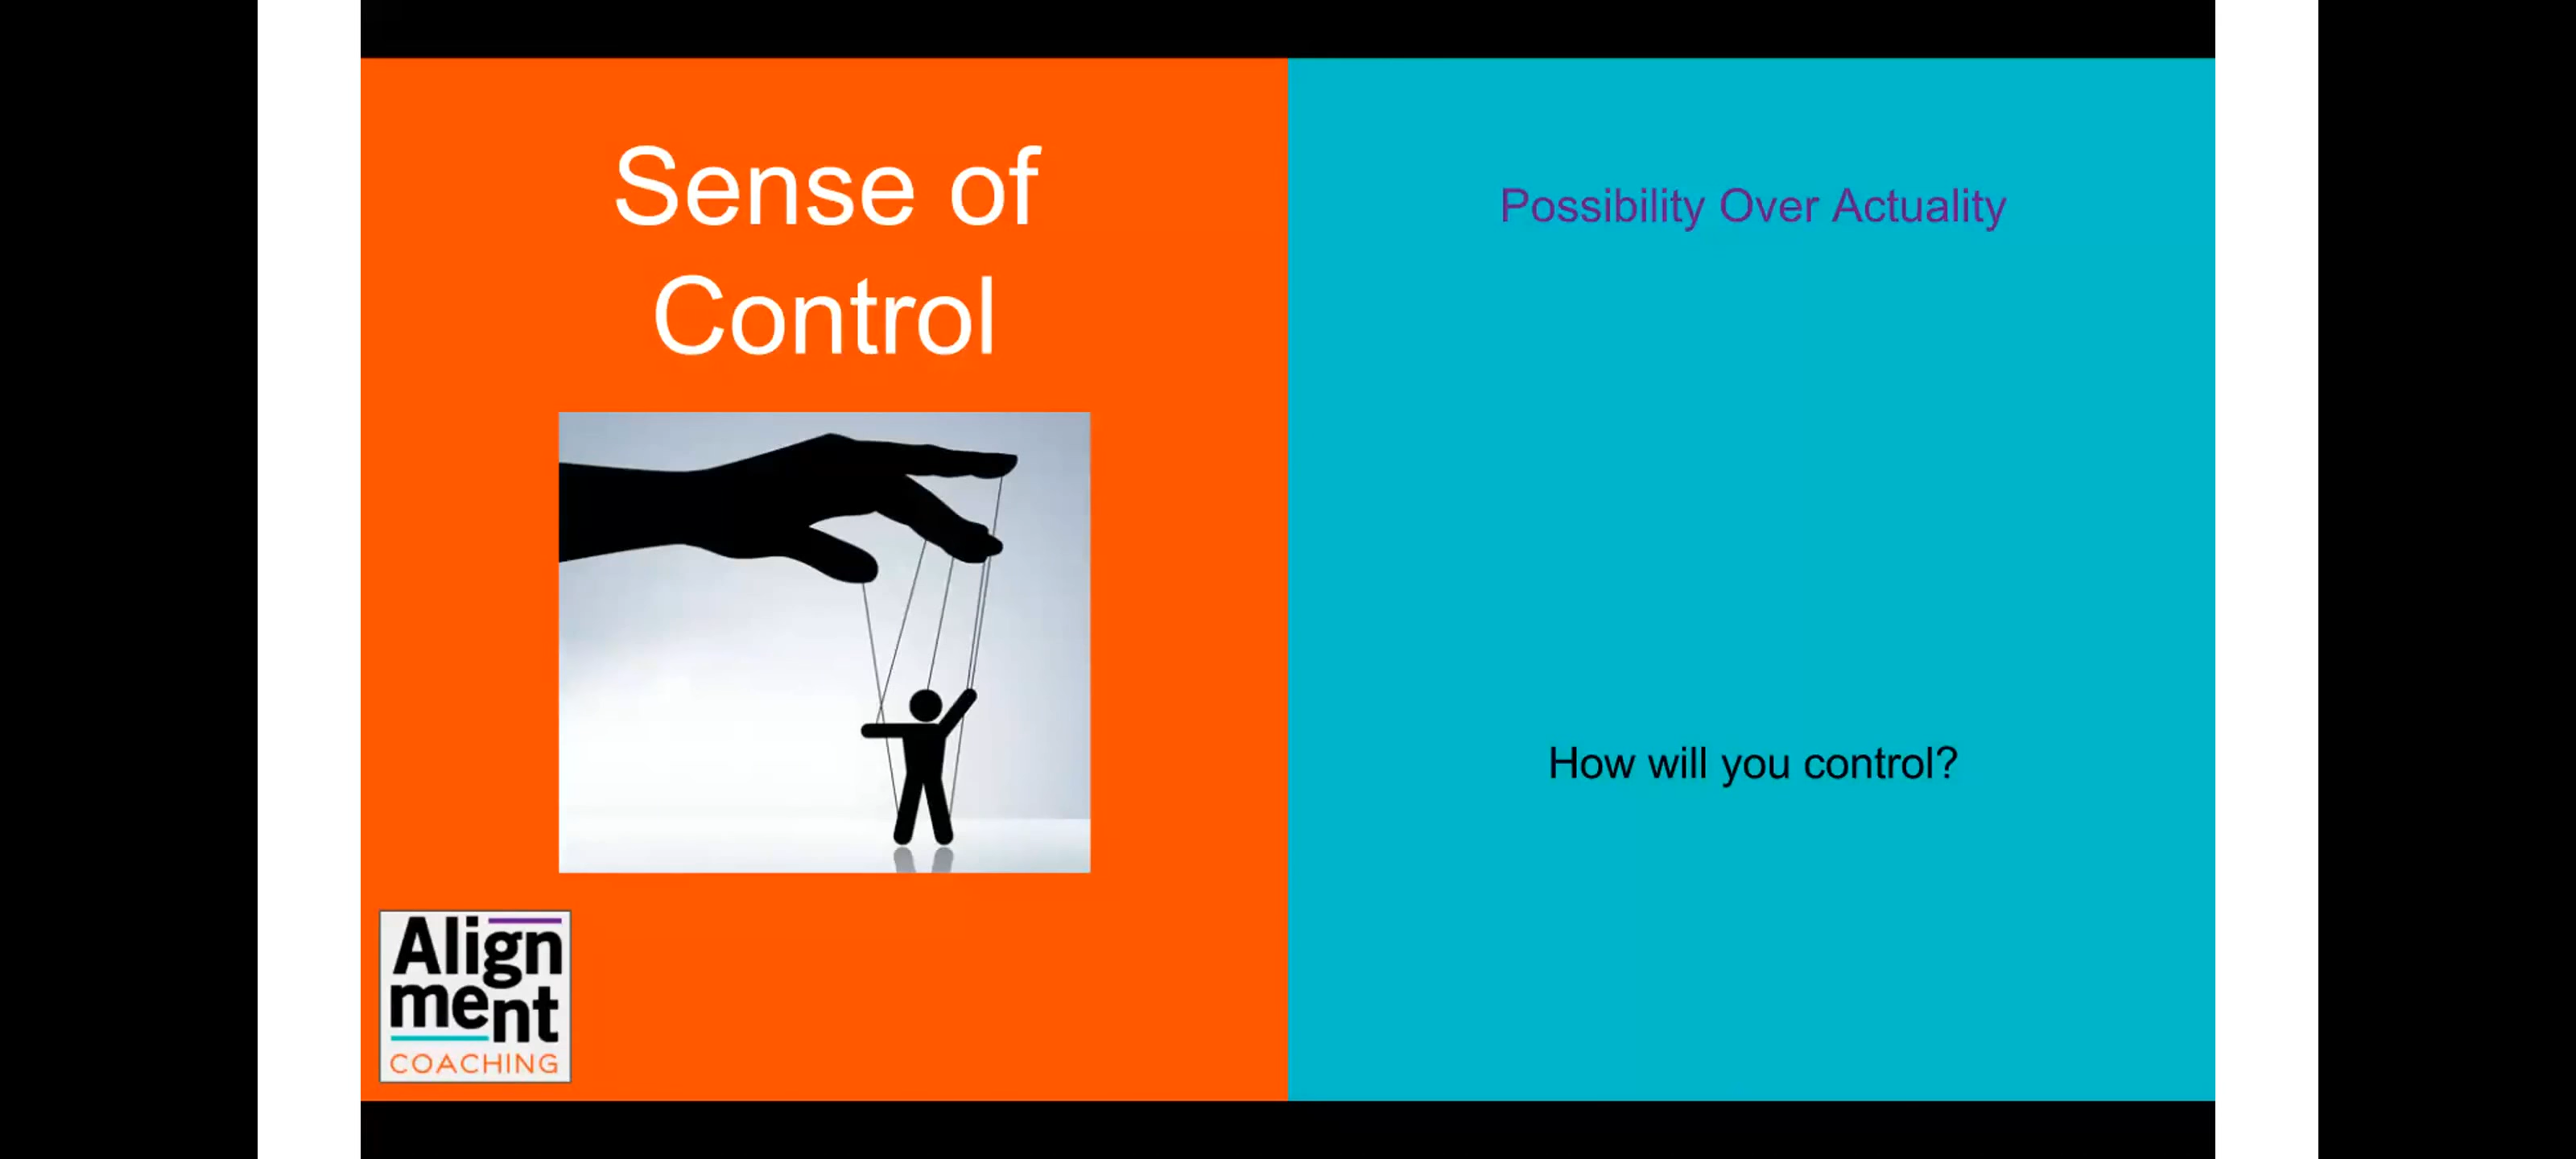 Sense of
Control
Possibility Over Actuality
How will you control?
Align
ment
COACHING